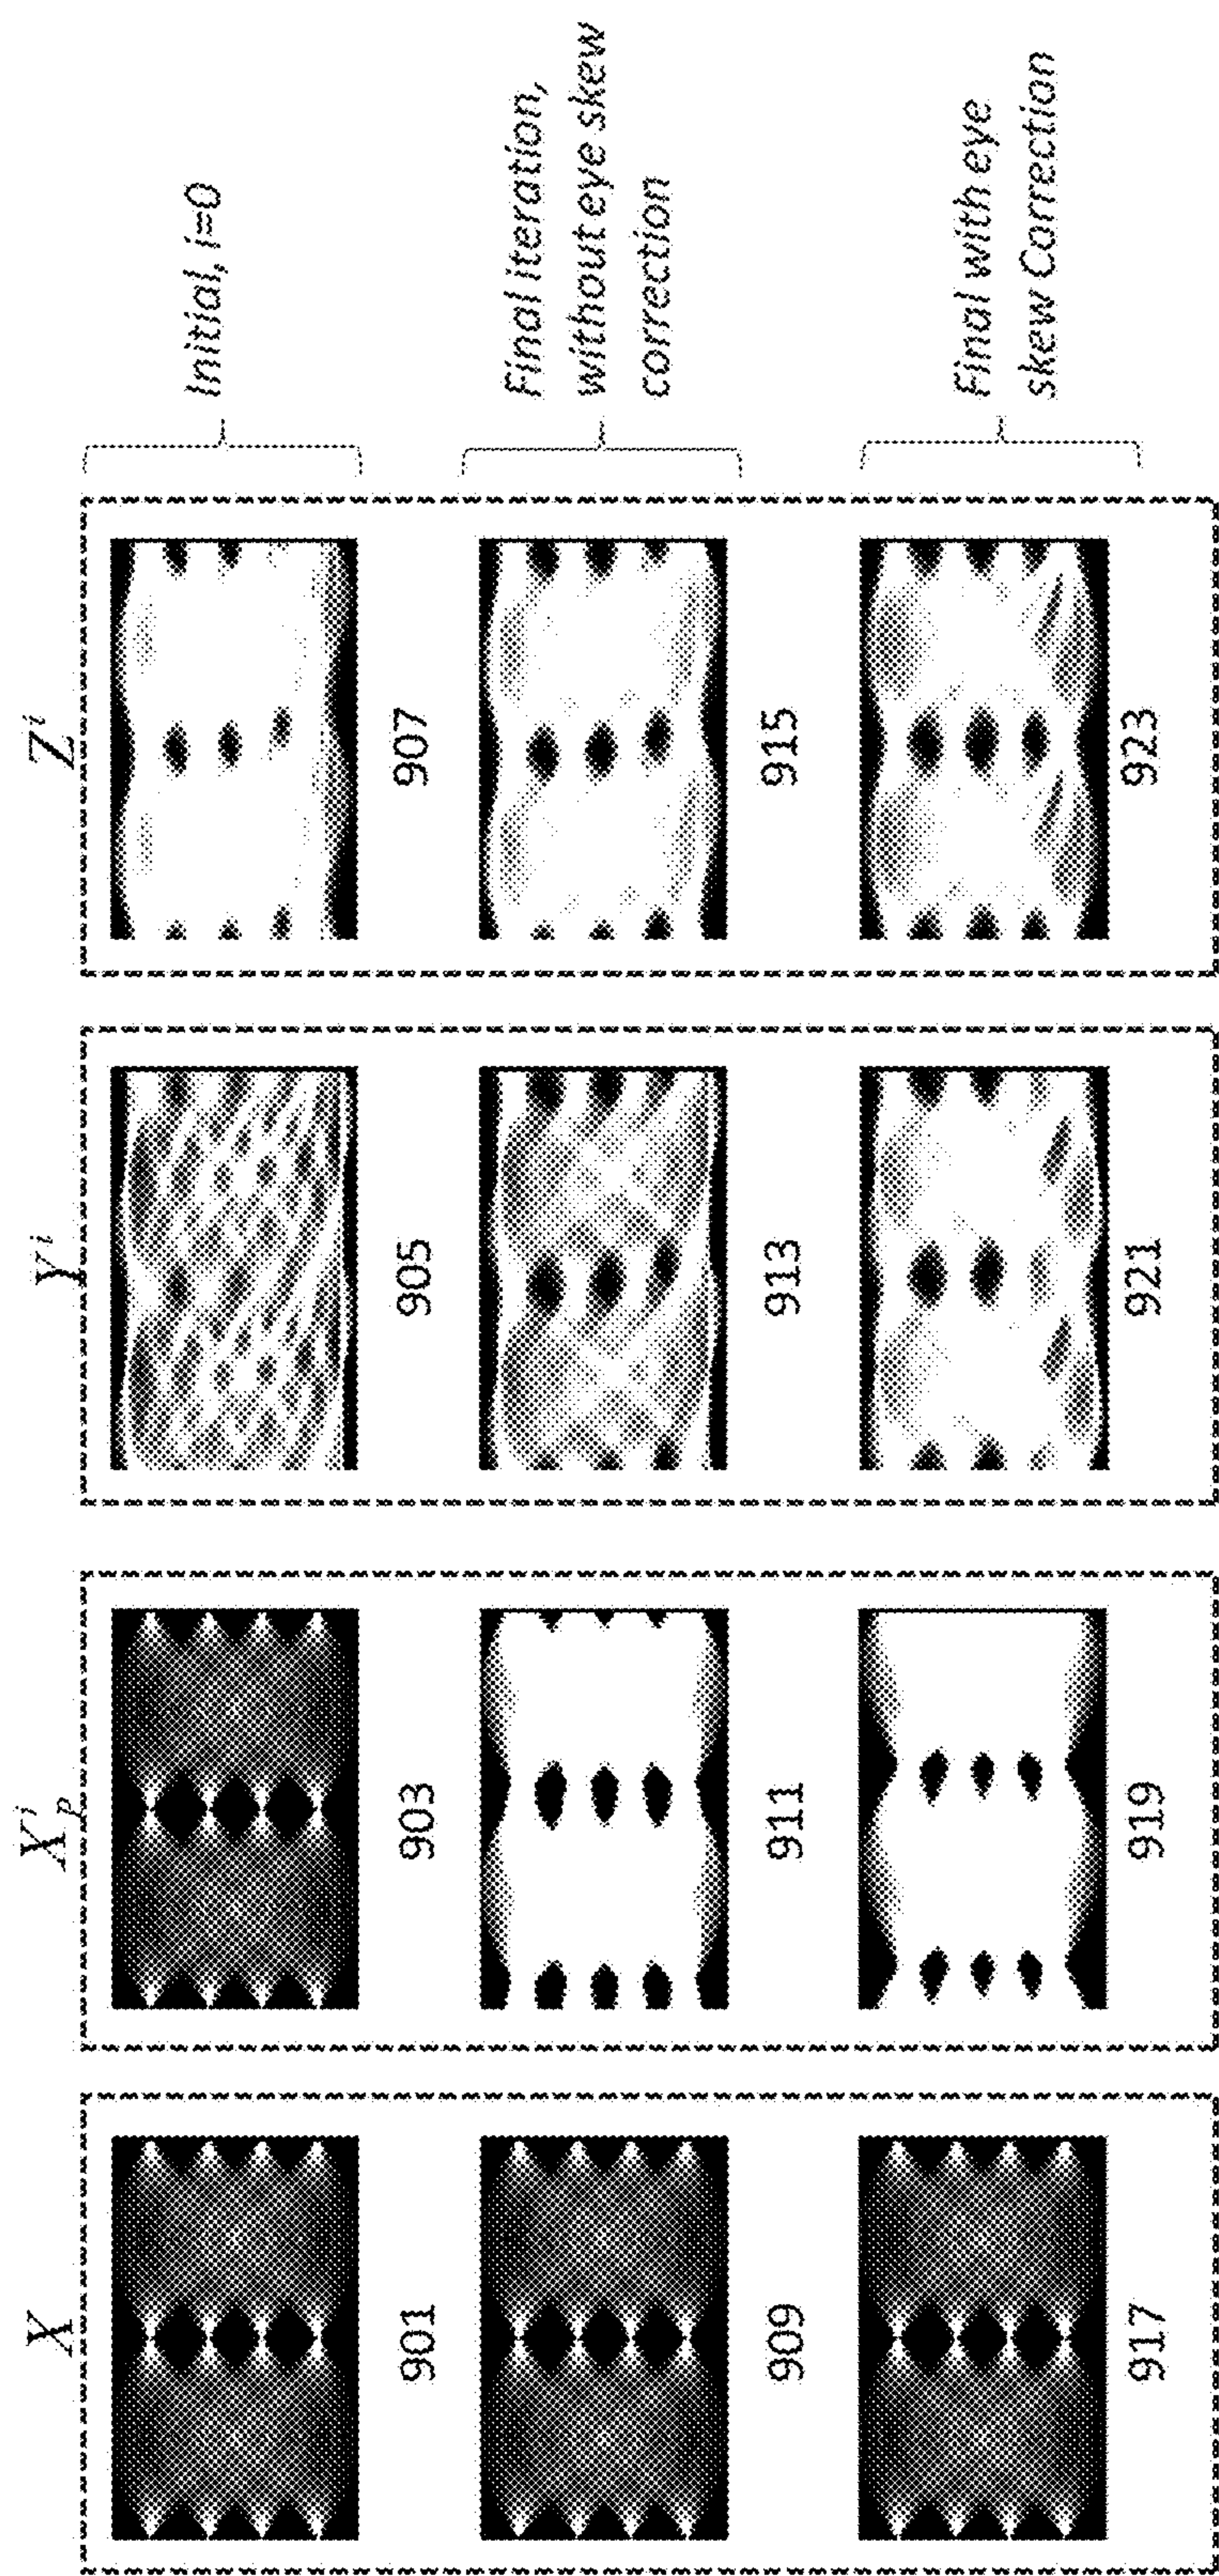 X
X_p^i
Y^i
Z^i
901
903
905
907
Initial, i=0
909
911
913
915
Final iteration,
without eye skew
correction
917
919
921
923
Final with eye
skew Correction